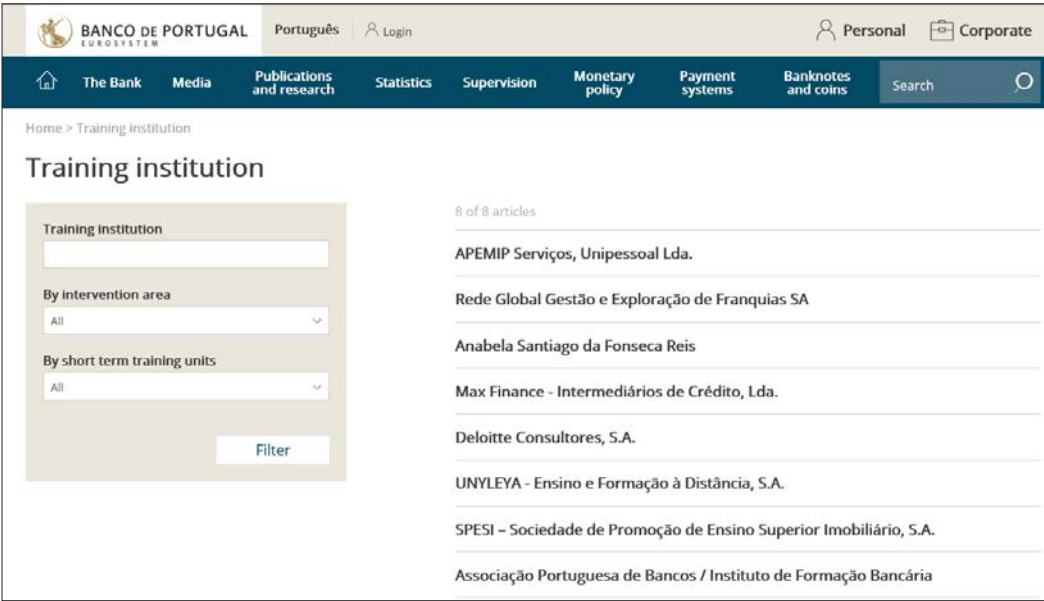 BANCO DE PORTUGAL
EUROSYSTEM
Português
Login
Personal
Corporate
The Bank
Media
Publications
and research
Statistics
Supervision
Monetary
policy
Payment
systems
Banknotes
and coins
Search
Home > Training institution
Training institution
Training institution
By intervention area
All
By short term training units
All
Filter
8 of 8 articles
APEMIP Serviços, Unipessoal Lda.
Rede Global Gestão e Exploração de Franquias SA
Anabela Santiago da Fonseca Reis
Max Finance - Intermediários de Crédito, Lda.
Deloitte Consultores, S.A.
UNYLEYA - Ensino e Formação à Distância, S.A.
SPESI – Sociedade de Promoção de Ensino Superior Imobiliário, S.A.
Associação Portuguesa de Bancos / Instituto de Formação Bancária